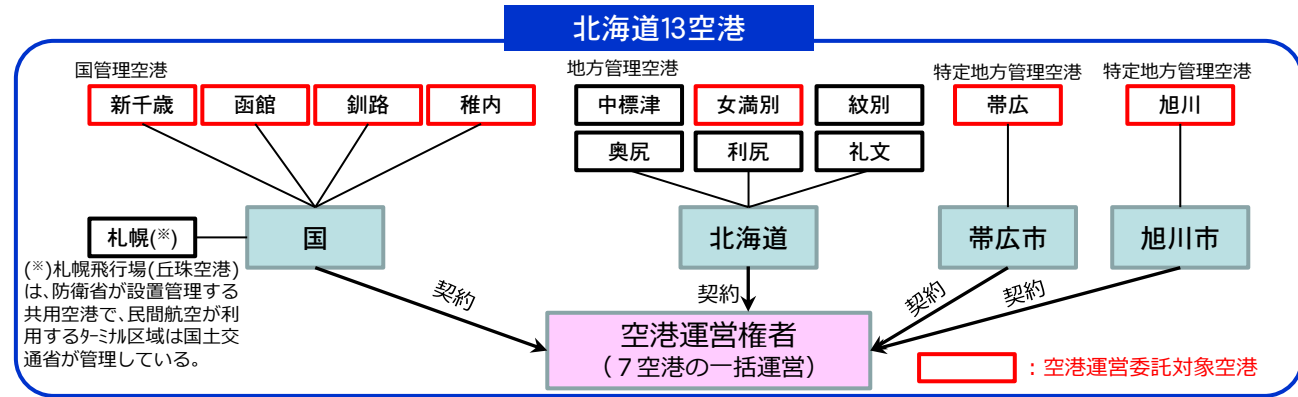 北海道13空港
国管理空港
新千歳
函館
釧路
稚内
地方管理空港
中標津
女満別
紋別
奥尻
利尻
礼文
特定地方管理空港
帯広
特定地方管理空港
旭川
札幌(※)
国
北海道
帯広市
旭川市
(※)札幌飛行場(丘珠空港)
は、防衛省が設置管理する
共用空港で、民間航空が利
用するﾀｰﾐﾅﾙ区域は国土交
通省が管理している。
契約
契約
契約
契約
空港運営権者
(７空港の一括運営)
：空港運営委託対象空港